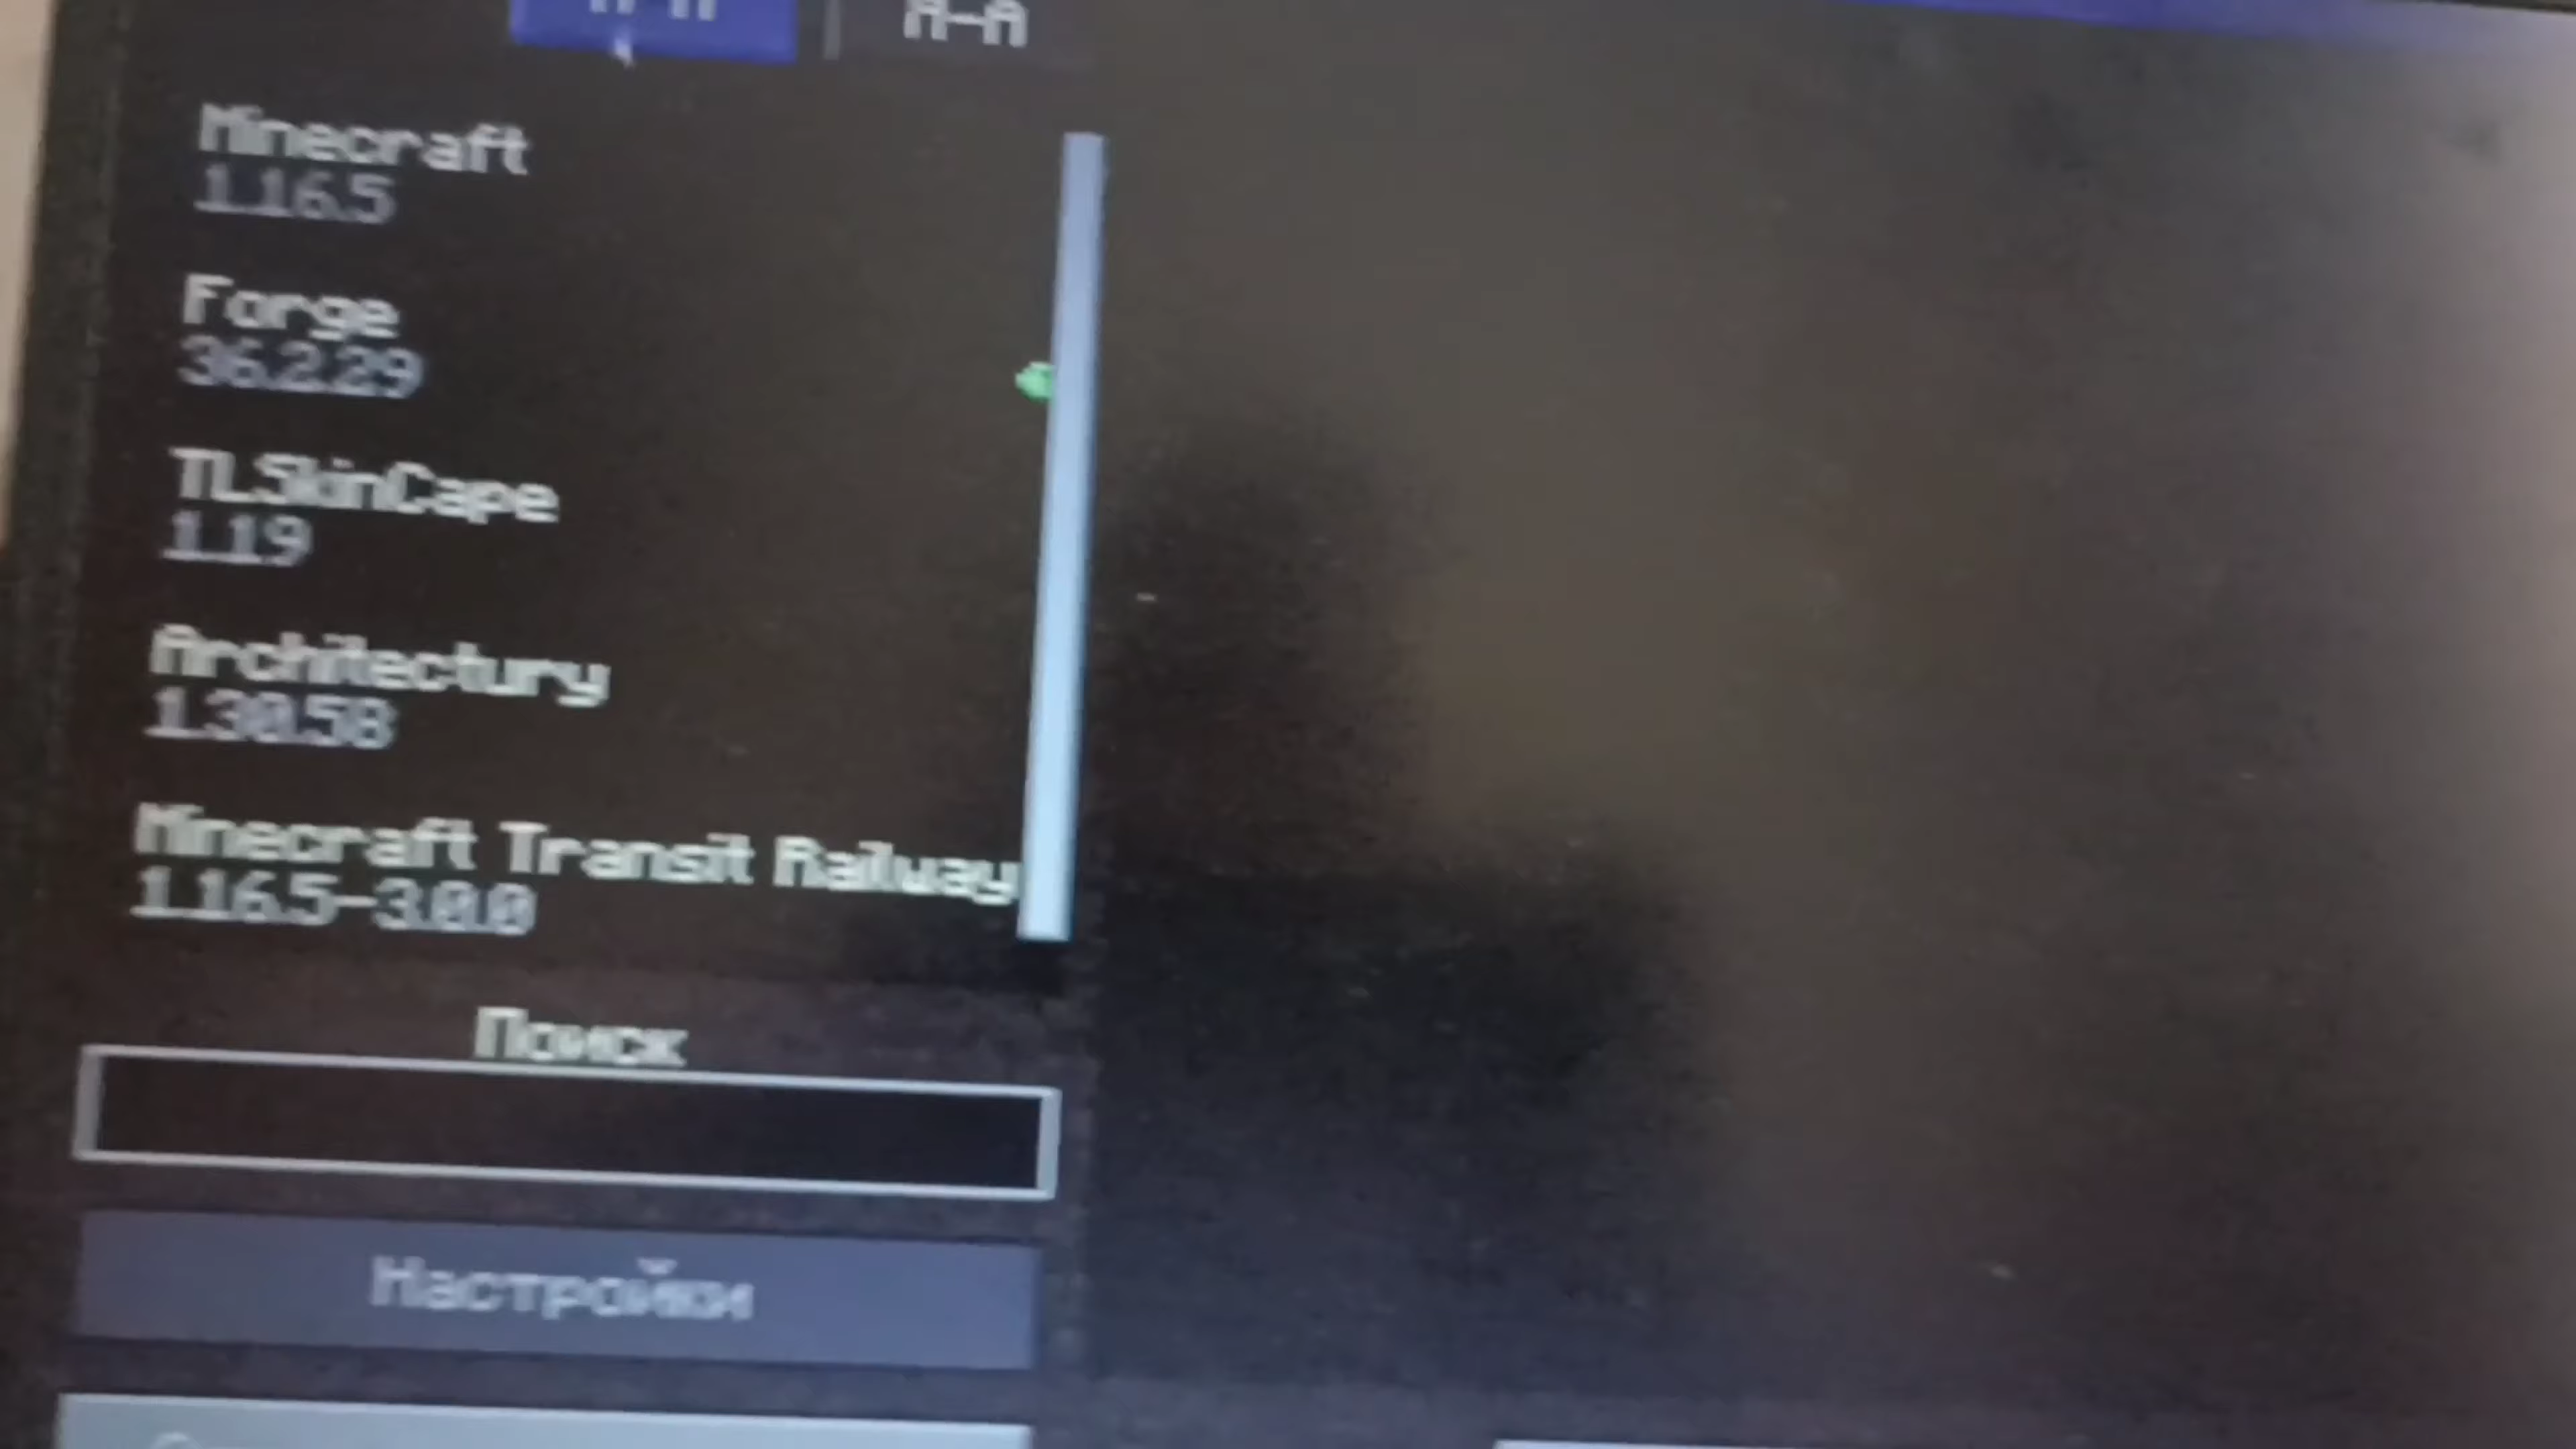 Я-А
Minecraft
1.16.5
Forge
36.2.29
TLSkinCape
1.19
Architectury
1.30.58
Minecraft Transit Railway
1.16.5-3.0.0
Поиск
Настройки